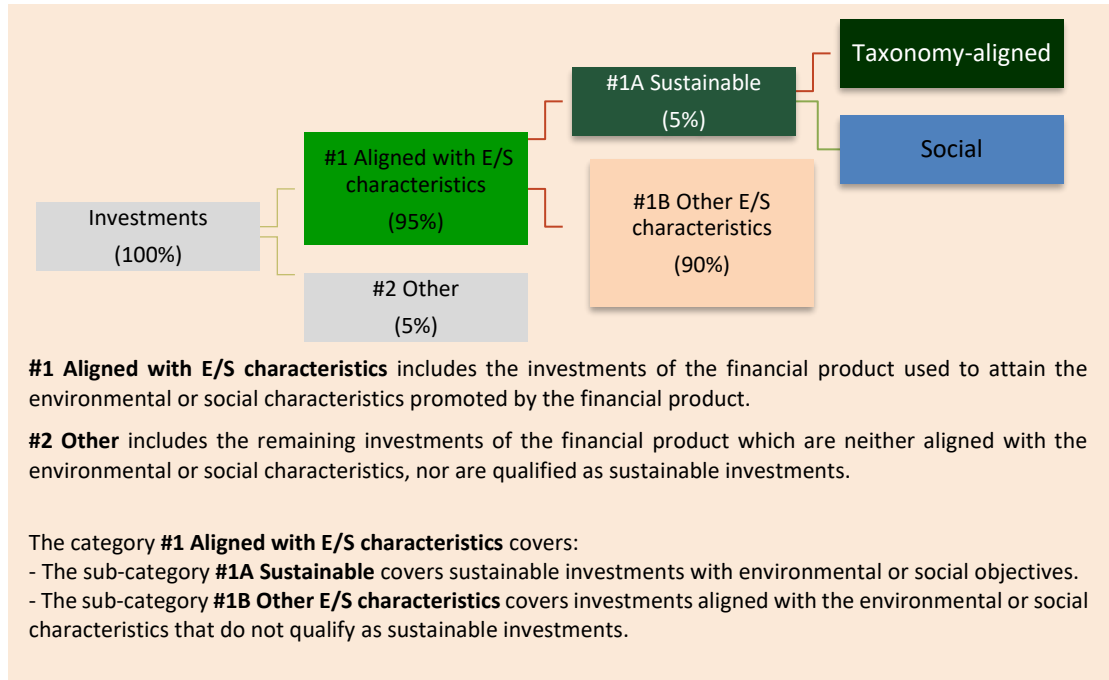 Taxonomy-aligned
#1A Sustainable
(5%)
Social
#1 Aligned with E/S
characteristics
(95%)
#1B Other E/S
characteristics
(90%)
Investments
(100%)
#2 Other
(5%)
#1 Aligned with E/S characteristics includes the investments of the financial product used to attain the
environmental or social characteristics promoted by the financial product.
#2 Other includes the remaining investments of the financial product which are neither aligned with the
environmental or social characteristics, nor are qualified as sustainable investments.
The category #1 Aligned with E/S characteristics covers:
- The sub-category #1A Sustainable covers sustainable investments with environmental or social objectives.
- The sub-category #1B Other E/S characteristics covers investments aligned with the environmental or social
characteristics that do not qualify as sustainable investments.